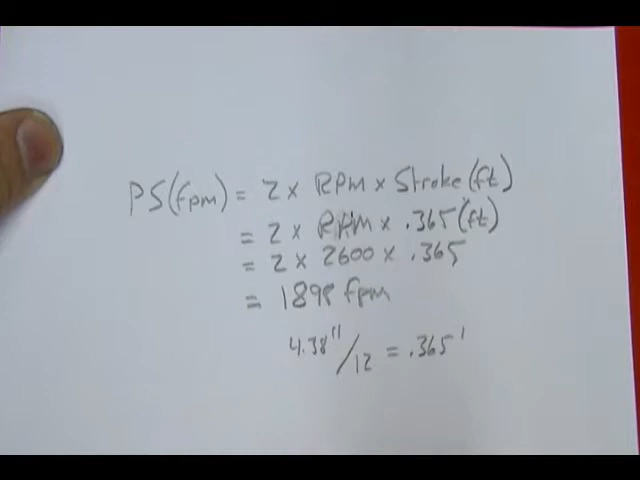 PS(fpm) = 2 × RPM × Stroke(ft)
= 2 × RPM × .365(ft)
= 2 × 2600 × .365
= 1898 fpm
4.38"/12 = .365'